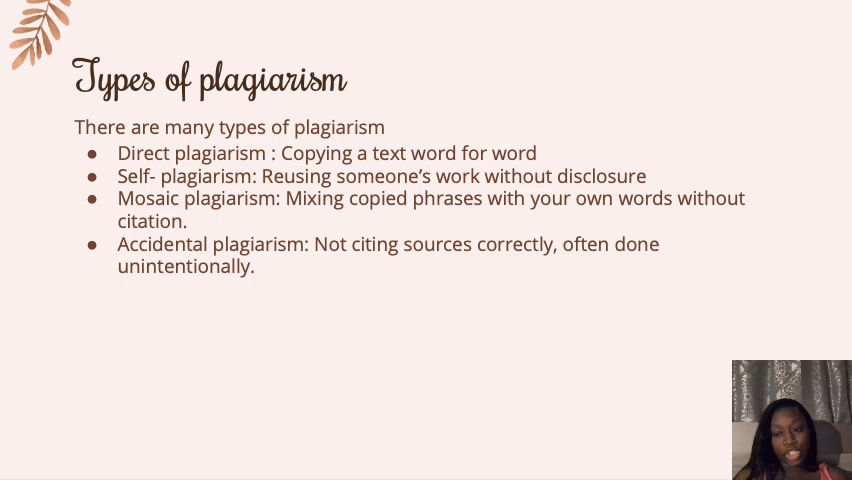 Types of plagiarism
There are many types of plagiarism
● Direct plagiarism : Copying a text word for word
● Self- plagiarism: Reusing someone’s work without disclosure
● Mosaic plagiarism: Mixing copied phrases with your own words without
citation.
● Accidental plagiarism: Not citing sources correctly, often done
unintentionally.